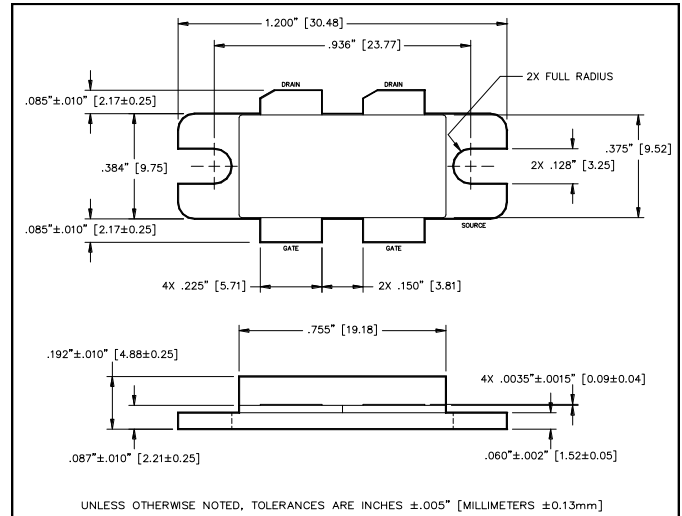 1.200" [30.48]
.936" [23.77]
DRAIN
DRAIN
2X FULL RADIUS
.085"±.010" [2.17±0.25]
.384" [9.75]
.375" [9.52]
2X .128" [3.25]
.085"±.010" [2.17±0.25]
SOURCE
GATE
GATE
4X .225" [5.71]
2X .150" [3.81]
.755" [19.18]
.192"±.010" [4.88±0.25]
4X .0035"±.0015" [0.09±0.04]
.087"±.010" [2.21±0.25]
.060"±.002" [1.52±0.05]
UNLESS OTHERWISE NOTED, TOLERANCES ARE INCHES ±.005" [MILLIMETERS ±0.13mm]